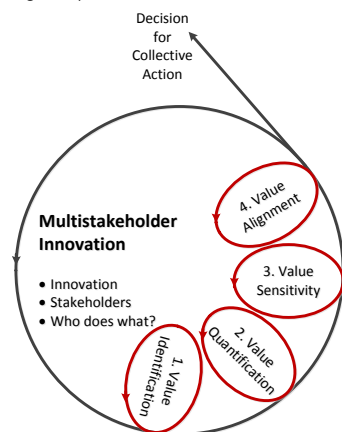 Decision
for
Collective
Action
4. Value
Alignment
Multistakeholder
Innovation
3. Value
Sensitivity
• Innovation
• Stakeholders
• Who does what?
2. Value
Quantification
1. Value
Identification